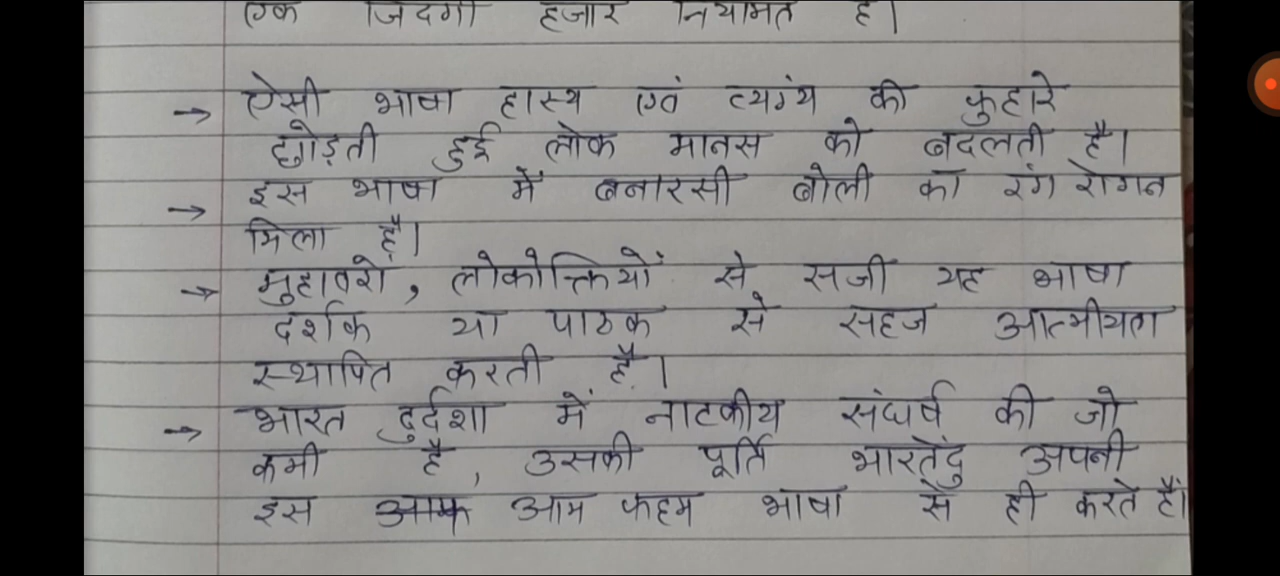 एक जिंदगी हजार नियामत है।
→ ऐसी भाषा हास्य एवं व्यंग्य की फुहारे
छोड़ती हुई लोक मानस को बदलती है।
→ इस भाषा में बनारसी बोली का रंग रोगन
मिला है।
→ मुहावरो, लोकोक्तियों से सजी यह भाषा
दर्शक या पाठक से सहज आत्मीयता
स्थापित करती है।
→ भारत दुर्दशा में नाटकीय संघर्ष की जो
कमी है, उसकी पूर्ति भारतेंदु अपनी
इस आम फहम भाषा से ही करते हैं।